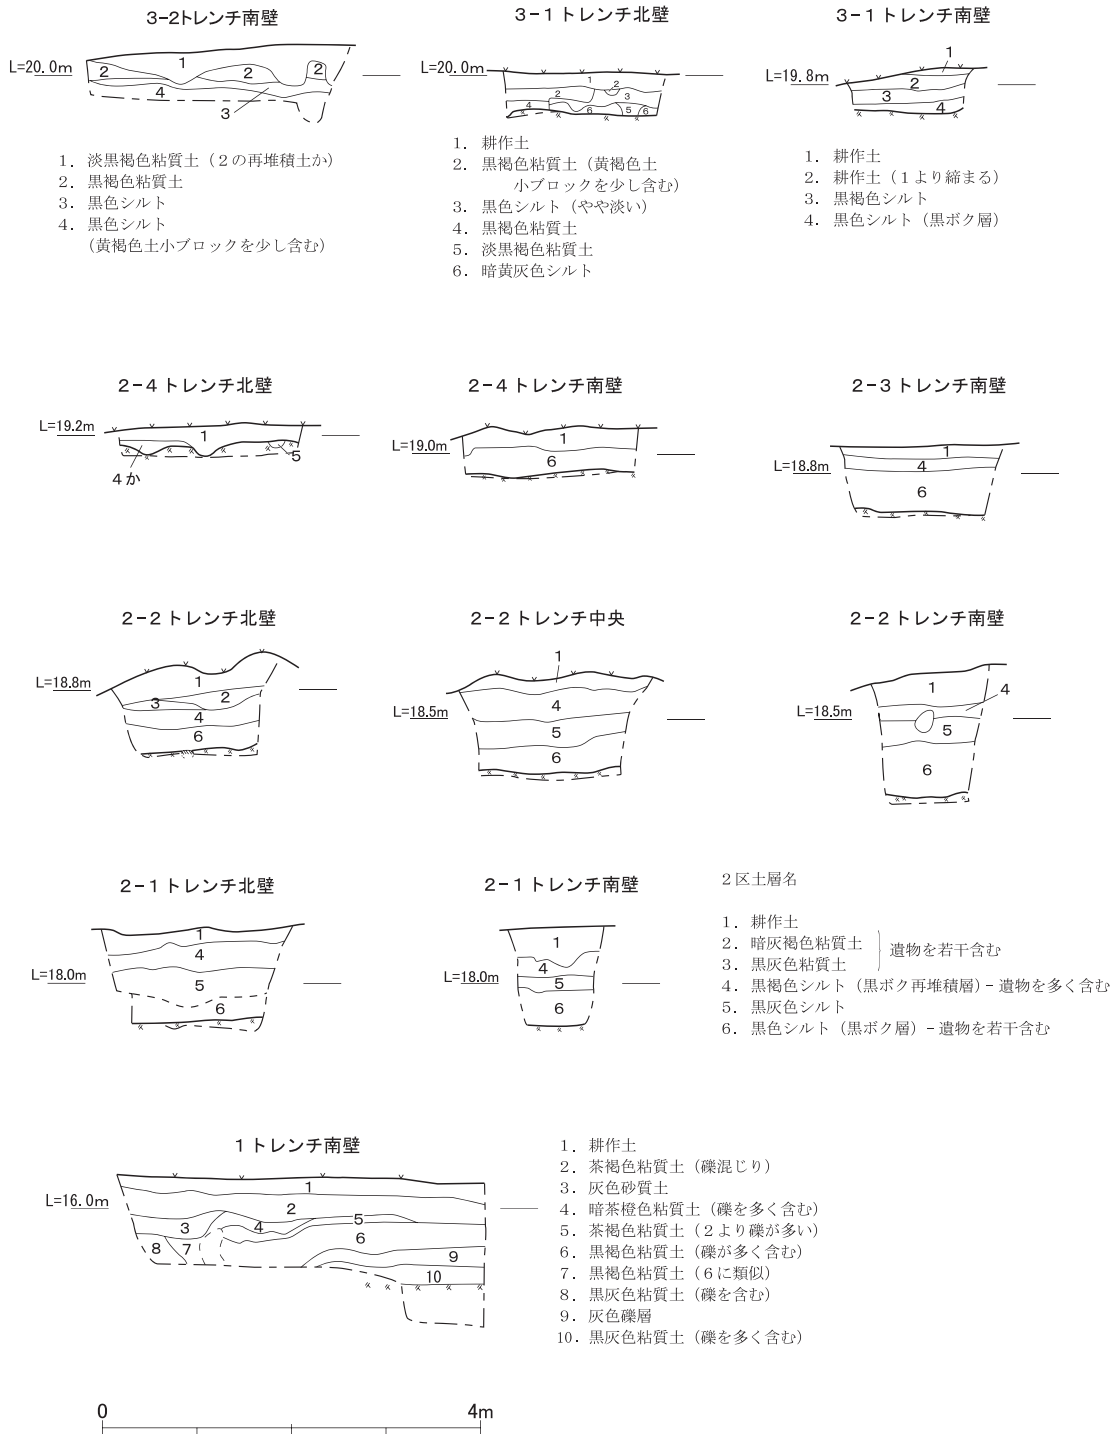 3-2トレンチ南壁
L=20.0m
1
2
2
2
4
3
1. 淡黒褐色粘質土（2の再堆積土か）
2. 黒褐色粘質土
3. 黒色シルト
4. 黒色シルト
（黄褐色土小ブロックを少し含む）
3-1トレンチ北壁
L=20.0m
1
2
2
3
4
6
5
6
1. 耕作土
2. 黒褐色粘質土（黄褐色土
小ブロックを少し含む）
3. 黒色シルト（やや淡い）
4. 黒褐色粘質土
5. 淡黒褐色粘質土
6. 暗黄灰色シルト
3-1トレンチ南壁
L=19.8m
1
2
3
4
1. 耕作土
2. 耕作土（1より締まる）
3. 黒褐色シルト
4. 黒色シルト（黒ボク層）
2-4トレンチ北壁
L=19.2m
1
4か
5
2-4トレンチ南壁
L=19.0m
1
6
2-3トレンチ南壁
L=18.8m
1
4
6
2-2トレンチ北壁
L=18.8m
1
2
3
4
6
2-2トレンチ中央
L=18.5m
1
4
5
6
2-2トレンチ南壁
L=18.5m
1
4
5
6
2-1トレンチ北壁
L=18.0m
1
4
5
6
2-1トレンチ南壁
L=18.0m
1
4
5
6
2区土層名
1. 耕作土
2. 暗灰褐色粘質土
3. 黒灰色粘質土
遺物を若干含む
4. 黒褐色シルト（黒ボク再堆積層）－遺物を多く含む
5. 黒灰色シルト
6. 黒色シルト（黒ボク層）－遺物を若干含む
1トレンチ南壁
L=16.0m
1
2
3
4
5
6
8
7
9
10
1. 耕作土
2. 茶褐色粘質土（礫混じり）
3. 灰色砂質土
4. 暗茶橙色粘質土（礫を多く含む）
5. 茶褐色粘質土（2より礫が多い）
6. 黒褐色粘質土（礫が多く含む）
7. 黒褐色粘質土（6に類似）
8. 黒灰色粘質土（礫を含む）
9. 灰色礫層
10. 黒灰色粘質土（礫を多く含む）
0
4m